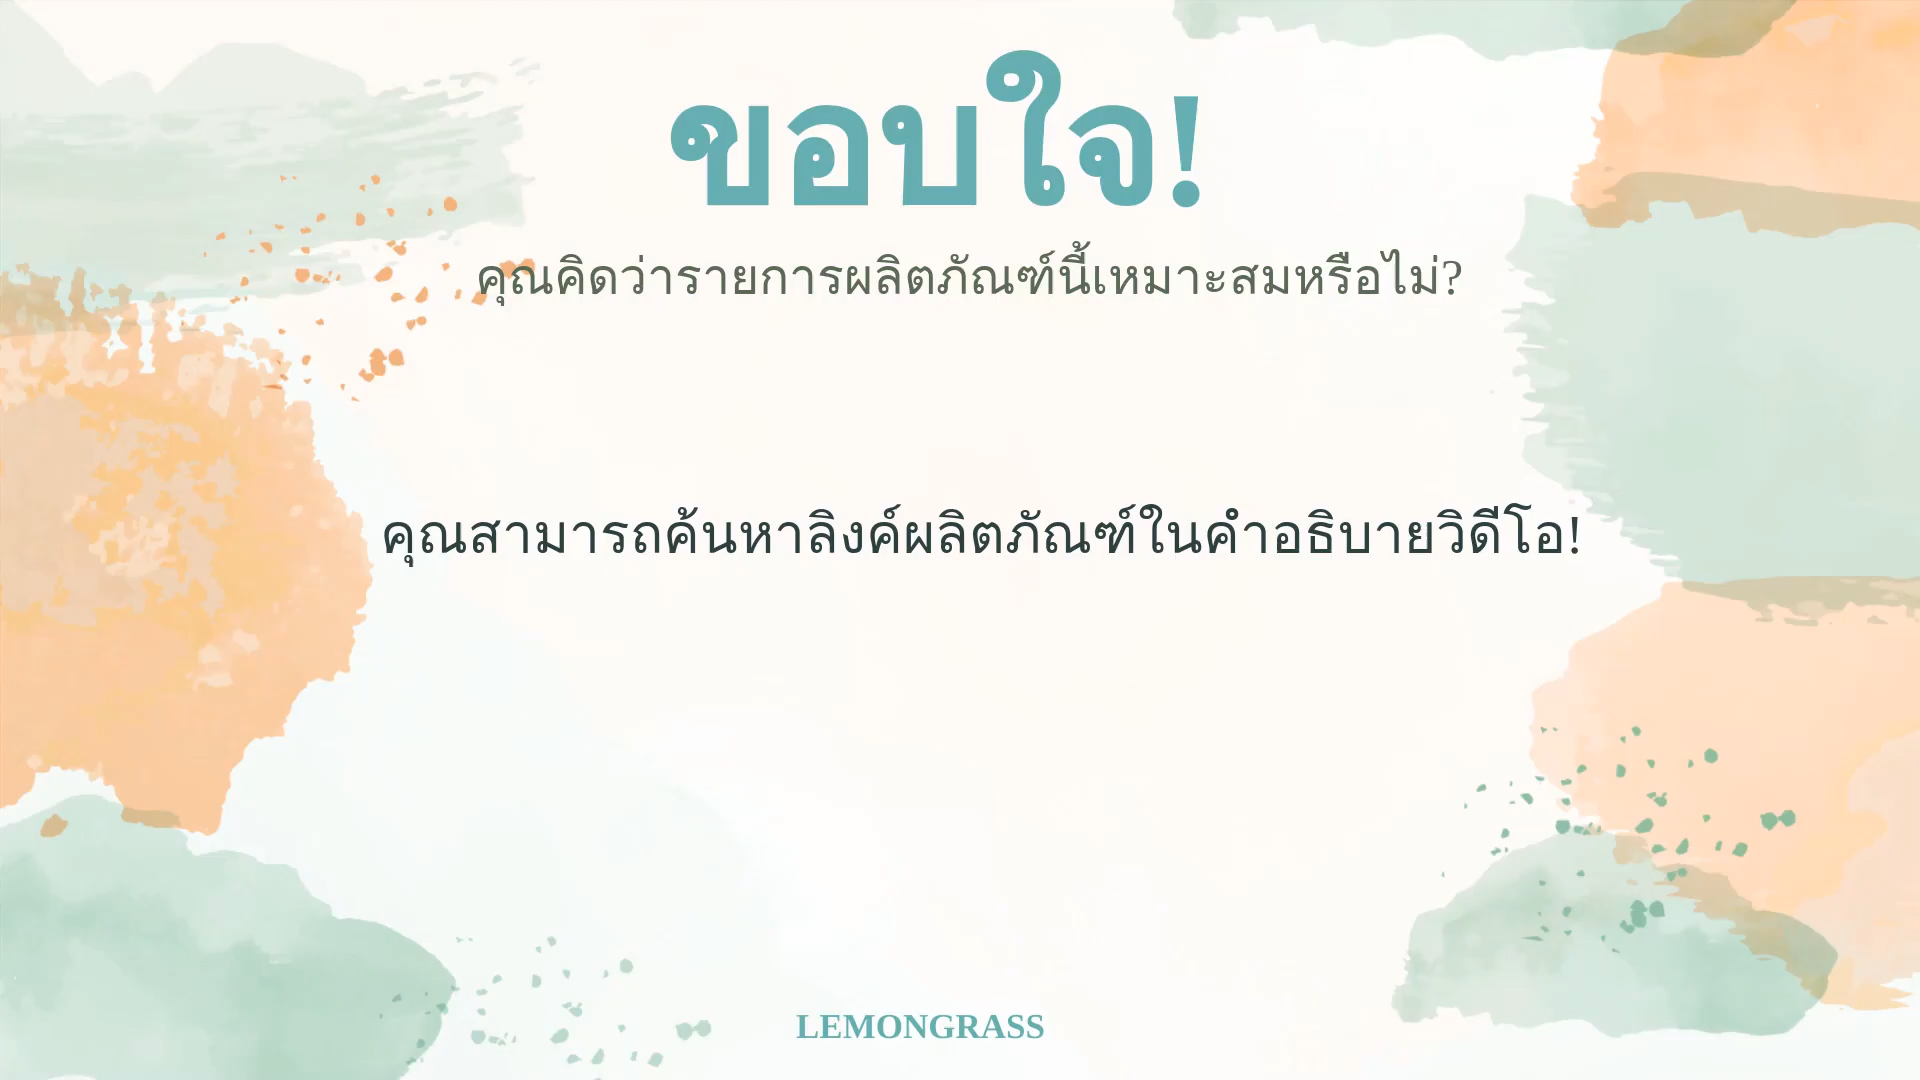 ขอบใจ!
คุณคิดว่ารายการผลิตภัณฑ์นี้เหมาะสมหรือไม่?
คุณสามารถค้นหาลิงค์ผลิตภัณฑ์ในคำอธิบายวิดีโอ!
LEMONGRASS